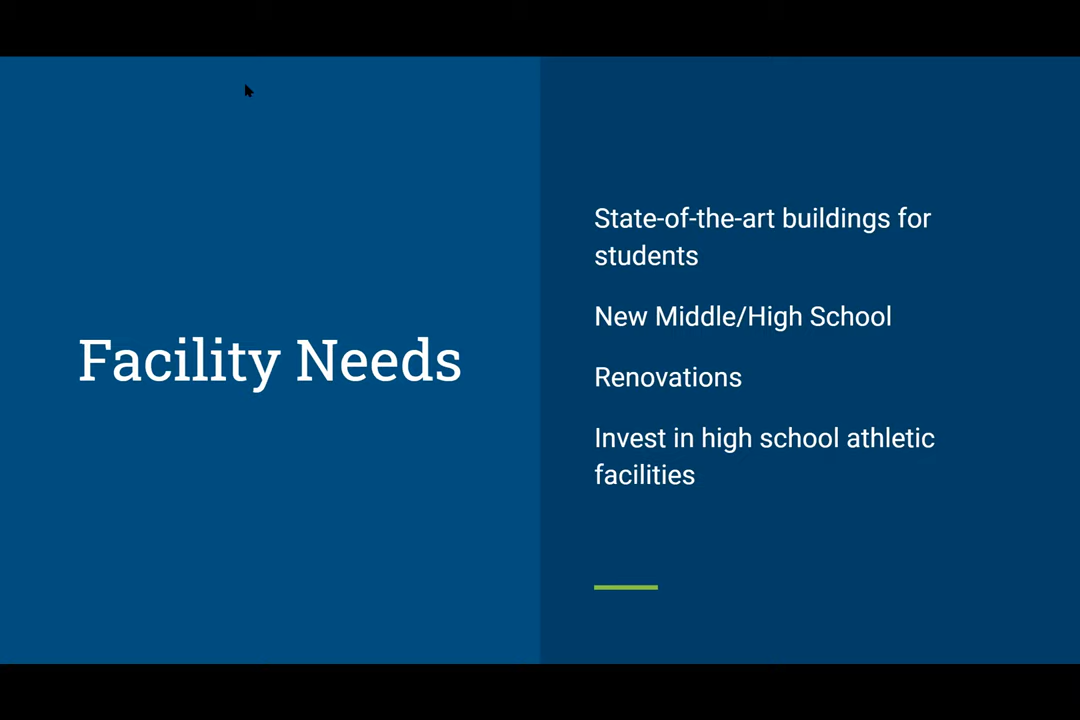 Facility Needs
State-of-the-art buildings for
students
New Middle/High School
Renovations
Invest in high school athletic
facilities